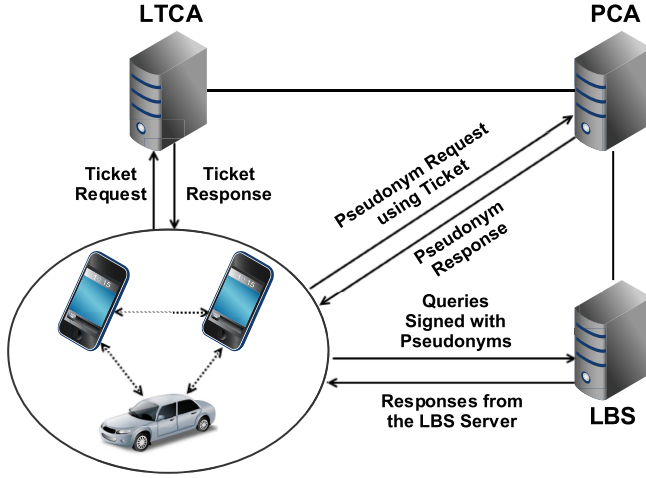 LTCA
PCA
Ticket
Request
Ticket
Response
Pseudonym Request
using Ticket
Pseudonym
Response
Queries
Signed with
Pseudonyms
Responses from
the LBS Server
LBS